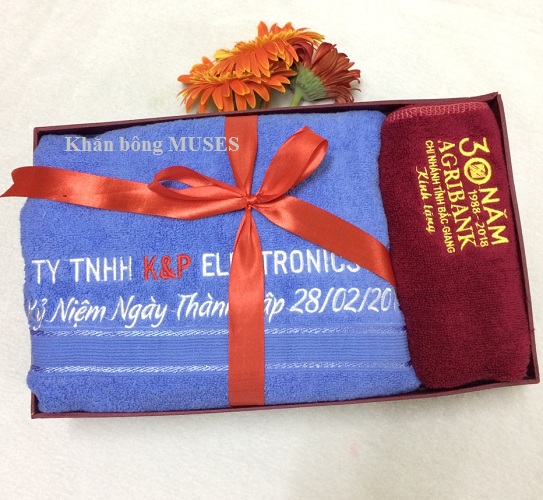 Khăn bông MUSES
TY TNHH K&P ELECTRONICS
Kỷ Niệm Ngày Thành Lập 28/02/20
30 NĂM
1988-2018
AGRIBANK
CHI NHÁNH TỈNH BẮC GIANG
Kính tặng